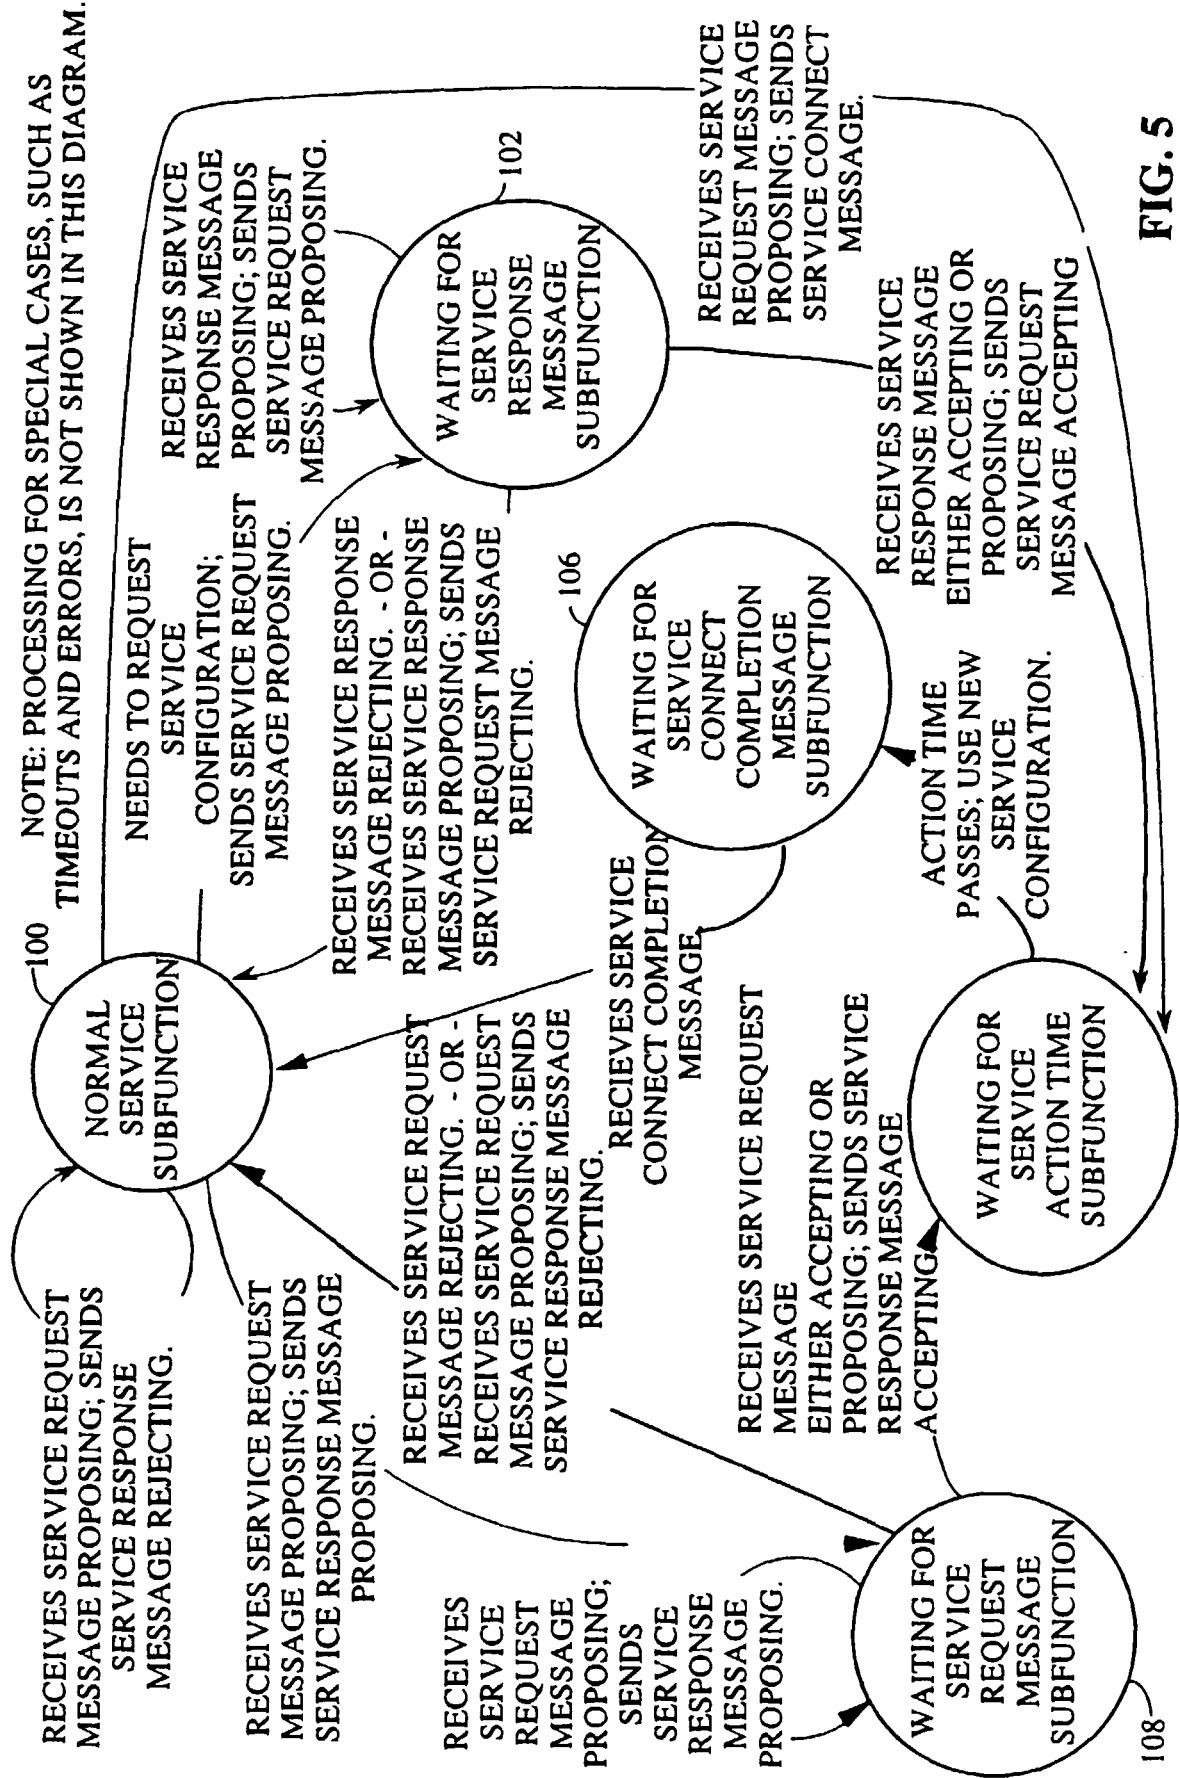 NOTE: PROCESSING FOR SPECIAL CASES, SUCH AS
TIMEOUTS AND ERRORS, IS NOT SHOWN IN THIS DIAGRAM.
100
NORMAL
SERVICE
SUBFUNCTION
RECEIVES SERVICE REQUEST
MESSAGE PROPOSING; SENDS
SERVICE RESPONSE
MESSAGE REJECTING.
RECEIVES SERVICE REQUEST
MESSAGE PROPOSING; SENDS
SERVICE RESPONSE MESSAGE
PROPOSING.
NEEDS TO REQUEST
SERVICE
CONFIGURATION;
SENDS SERVICE REQUEST
MESSAGE PROPOSING.
RECEIVES SERVICE
RESPONSE MESSAGE
PROPOSING; SENDS
SERVICE REQUEST
MESSAGE PROPOSING.
102
WAITING FOR
SERVICE
RESPONSE
MESSAGE
SUBFUNCTION
RECEIVES SERVICE RESPONSE
MESSAGE REJECTING. - OR -
RECEIVES SERVICE RESPONSE
MESSAGE PROPOSING; SENDS
SERVICE REQUEST MESSAGE
REJECTING.
RECEIVES SERVICE REQUEST
MESSAGE REJECTING. - OR -
RECEIVES SERVICE REQUEST
MESSAGE PROPOSING; SENDS
SERVICE RESPONSE MESSAGE
REJECTING.
RECIEVES SERVICE
CONNECT COMPLETION
MESSAGE
106
WAITING FOR
SERVICE
CONNECT
COMPLETION
MESSAGE
SUBFUNCTION
RECEIVES SERVICE
REQUEST MESSAGE
PROPOSING; SENDS
SERVICE CONNECT
MESSAGE.
RECEIVES
SERVICE
REQUEST
MESSAGE
PROPOSING;
SENDS
SERVICE
RESPONSE
MESSAGE
PROPOSING.
RECEIVES SERVICE REQUEST
MESSAGE
EITHER ACCEPTING OR
PROPOSING; SENDS SERVICE
RESPONSE MESSAGE
ACCEPTING
RECEIVES SERVICE
RESPONSE MESSAGE
EITHER ACCEPTING OR
PROPOSING; SENDS
SERVICE REQUEST
MESSAGE ACCEPTING
ACTION TIME
PASSES; USE NEW
SERVICE
CONFIGURATION.
WAITING FOR
SERVICE
REQUEST
MESSAGE
SUBFUNCTION
108
WAITING FOR
SERVICE
ACTION TIME
SUBFUNCTION
FIG. 5